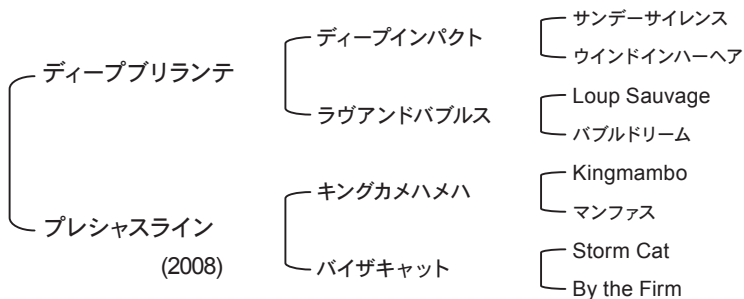 ディープブリランテ
ディープインパクト
サンデーサイレンス
ウインドインハーヘア
ラヴアンドバブルス
Loup Sauvage
バブルドリーム
プレシャスライン
(2008)
キングカメハメハ
Kingmambo
マンファス
バイザキャット
Storm Cat
By the Firm